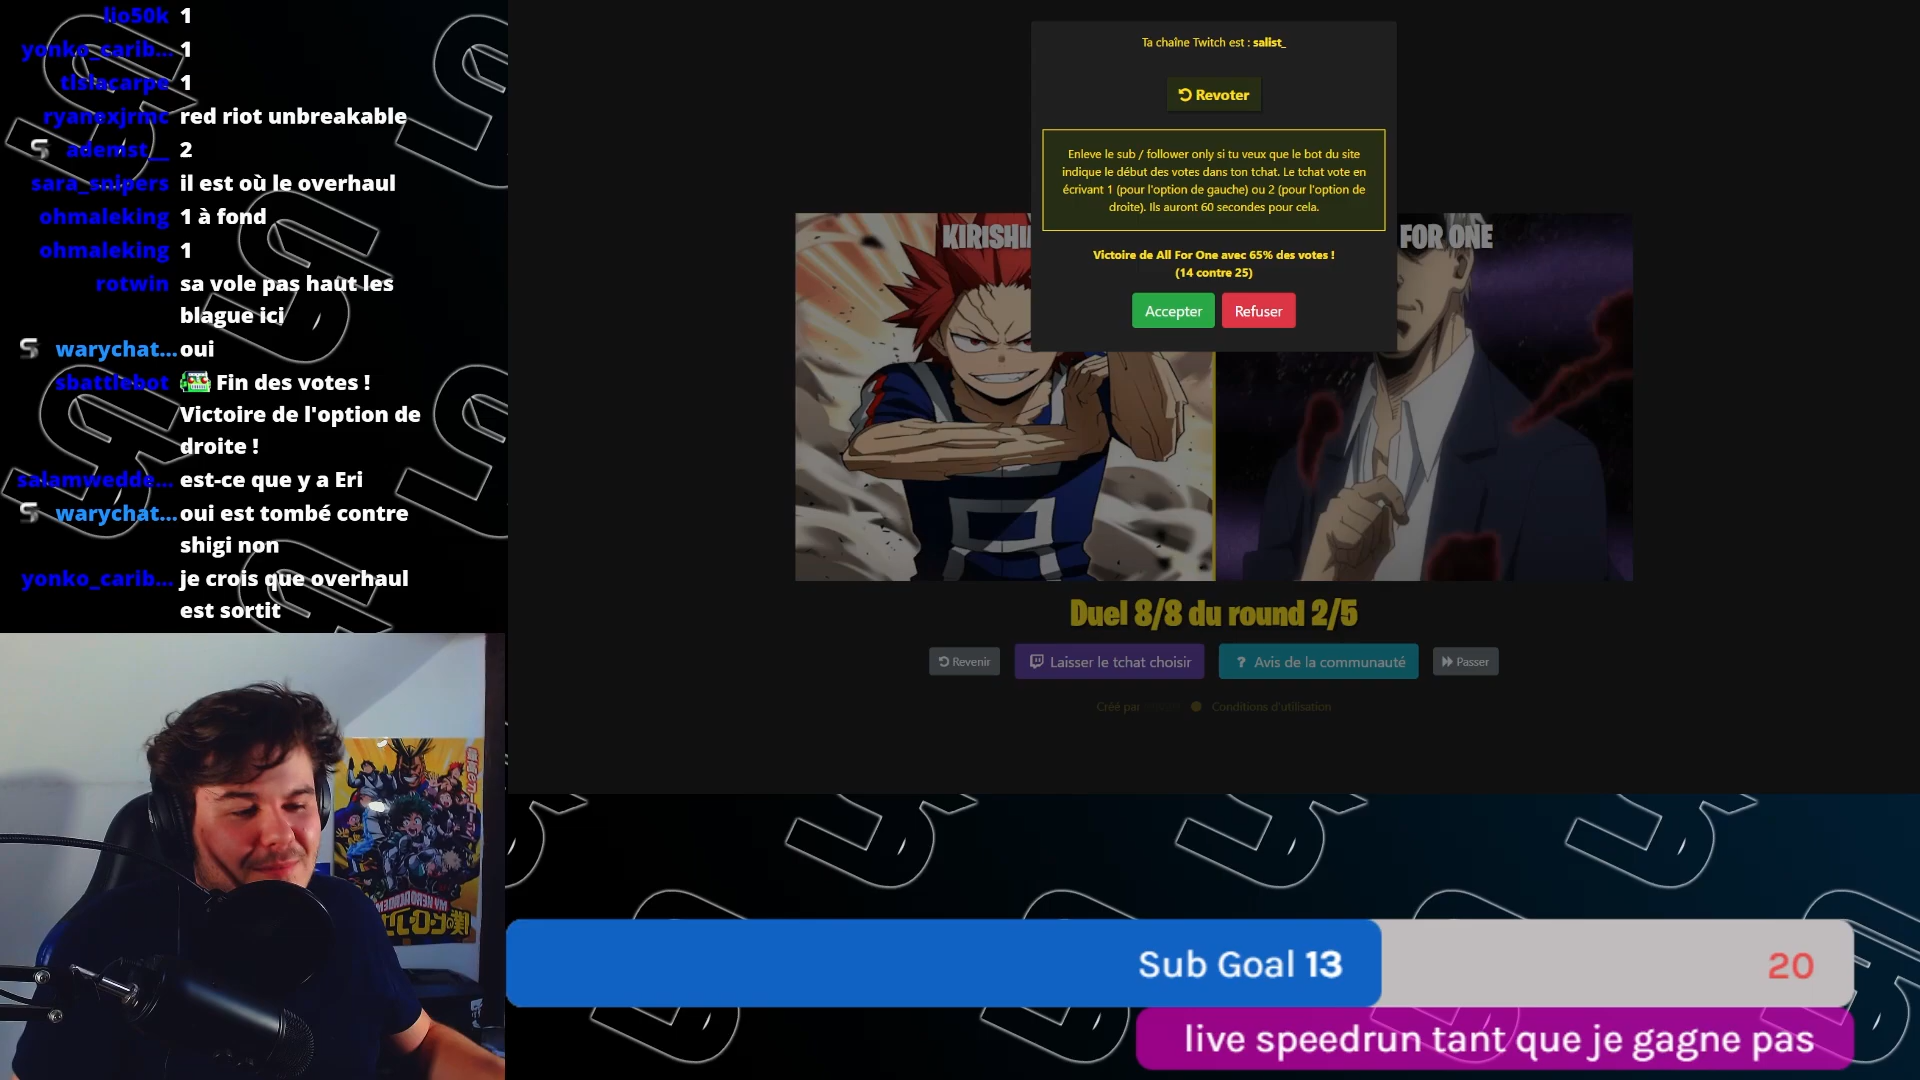 lio50k 1
yonko_carib... 1
tlslacarpe 1
ryanexjrmc red riot unbreakable
ademst__ 2
sara_snipers il est où le overhaul
ohmaleking 1 à fond
ohmaleking 1
rotwin sa vole pas haut les
blague ici
warychat... oui
sbattlebot Fin des votes !
Victoire de l'option de
droite !
salamwedde... est-ce que y a Eri
warychat... oui est tombé contre
shigi non
yonko_carib... je crois que overhaul
est sortit
Ta chaîne Twitch est : salist_
Revoter
Enleve le sub / follower only si tu veux que le bot du site
indique le début des votes dans ton tchat. Le tchat vote en
écrivant 1 (pour l'option de gauche) ou 2 (pour l'option de
droite). Ils auront 60 secondes pour cela.
Victoire de All For One avec 65% des votes !
(14 contre 25)
Accepter Refuser
KIRISHI
FOR ONE
Duel 8/8 du round 2/5
Revenir Laisser le tchat choisir ? Avis de la communauté Passer
Créé par
Conditions d'utilisation
MY HERO ACADEMIA
Sub Goal 13
20
live speedrun tant que je gagne pas